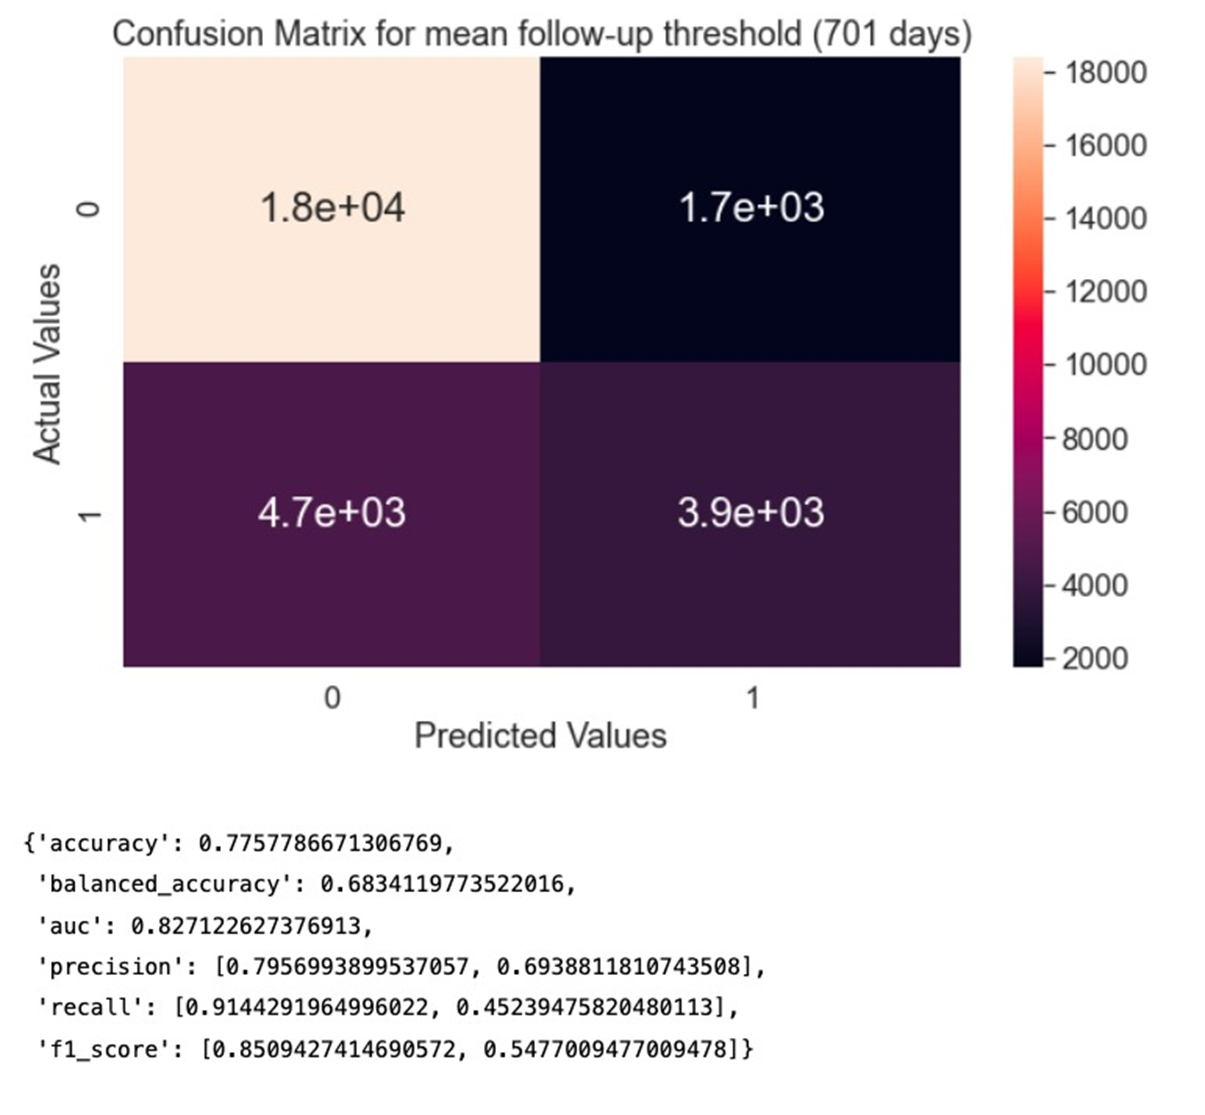 Confusion Matrix for mean follow-up threshold (701 days)
18000
16000
14000
12000
10000
8000
6000
4000
2000
Actual Values
0
1
1.8e+04 1.7e+03
4.7e+03 3.9e+03
0 1
Predicted Values
{'accuracy': 0.7757786671306769,
'balanced_accuracy': 0.6834119773522016,
'auc': 0.827122627376913,
'precision': [0.7956993899537057, 0.6938811810743508],
'recall': [0.9144291964996022, 0.45239475820480113],
'f1_score': [0.8509427414690572, 0.5477009477009478]}